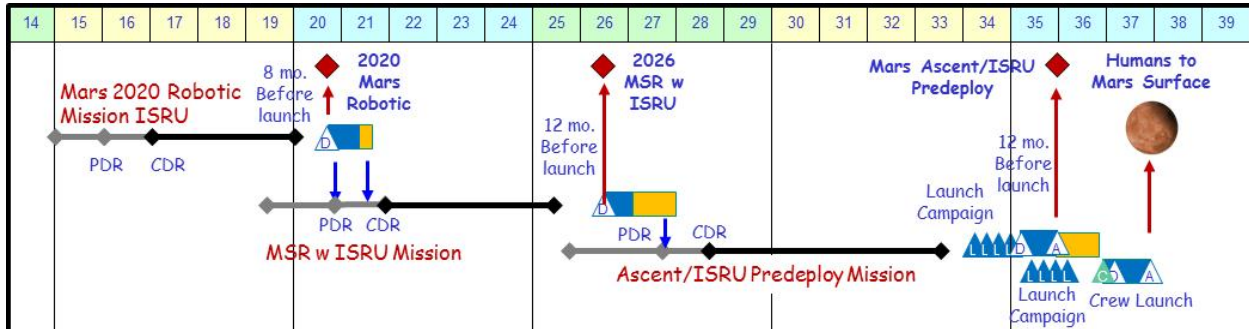 14 15 16 17 18 19 20 21 22 23 24 25 26 27 28 29 30 31 32 33 34 35 36 37 38 39
Mars 2020 Robotic
Mission ISRU
PDR CDR
8 mo.
Before
launch
2020
Mars
Robotic
D
PDR CDR
MSR w ISRU Mission
12 mo.
Before
launch
2026
MSR w
ISRU
D
PDR CDR
Ascent/ISRU Predeploy Mission
Mars Ascent/ISRU
Predeploy
12 mo.
Before
launch
Launch
Campaign
L L L L D A
L L L L
Launch
Campaign
Humans to
Mars Surface
C D A
Crew Launch